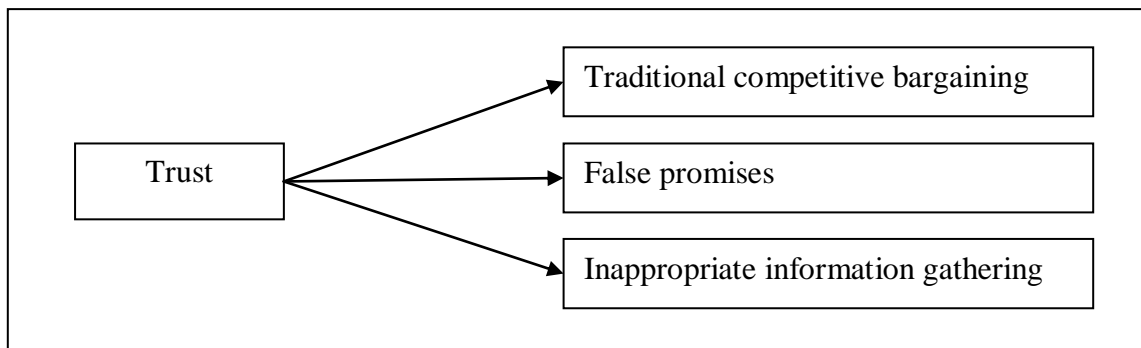 Traditional competitive bargaining
Trust
False promises
Inappropriate information gathering